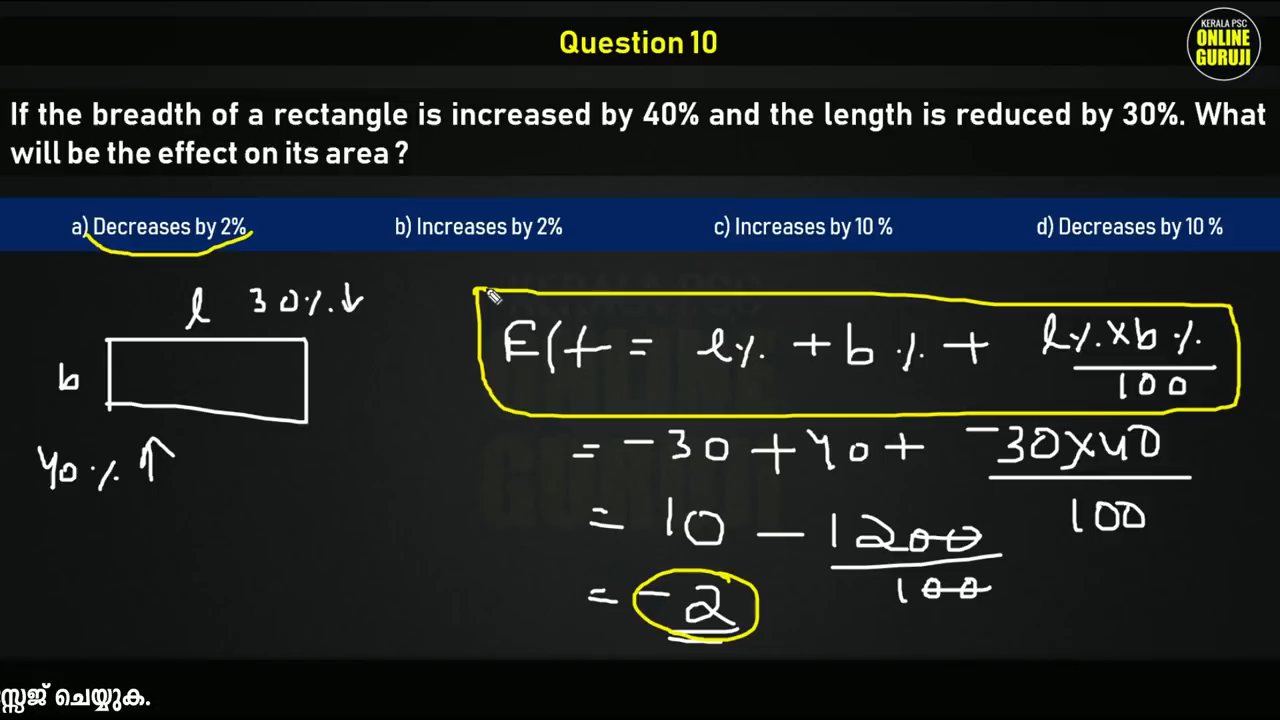 Question 10
KERALA PSC
ONLINE
GURUJI
If the breadth of a rectangle is increased by 40% and the length is reduced by 30%. What
will be the effect on its area ?
a) Decreases by 2% b) Increases by 2% c) Increases by 10 % d) Decreases by 10 %
l 30% ↓
b
40% ↑
Eff = l% + b% + l% × b% / 100
= -30 + 40 + -30×40 / 100
= 10 - 1200 / 100
= -2
സ്സേജ് ചെയ്യുക.